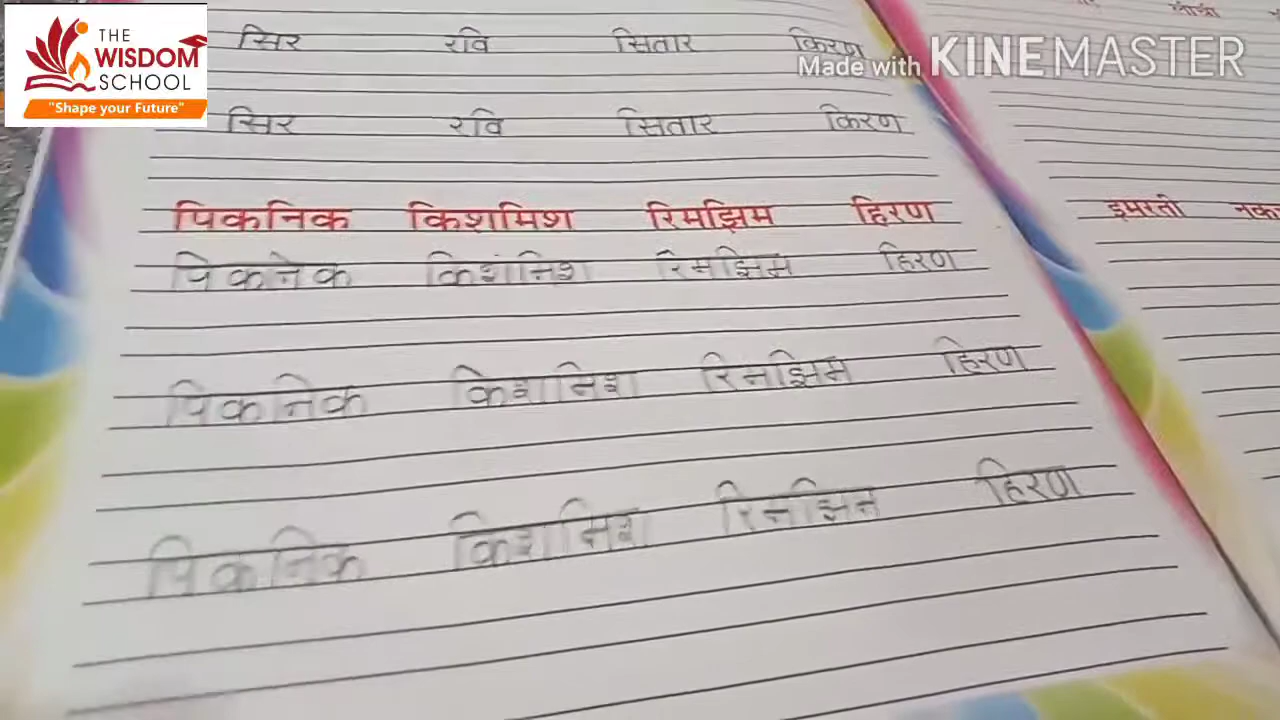 THE
WISDOM
SCHOOL
"Shape your Future"
Made with KINEMASTER
सिर रवि सितार किरण
सिर रवि सितार किरण
पिकनिक किशमिश रिमझिम हिरण
पिकनिक किशमिश रिमझिम हिरण
पिकनिक किशमिश रिमझिम हिरण
पिकनिक किशमिश रिमझिम हिरण
इमरती